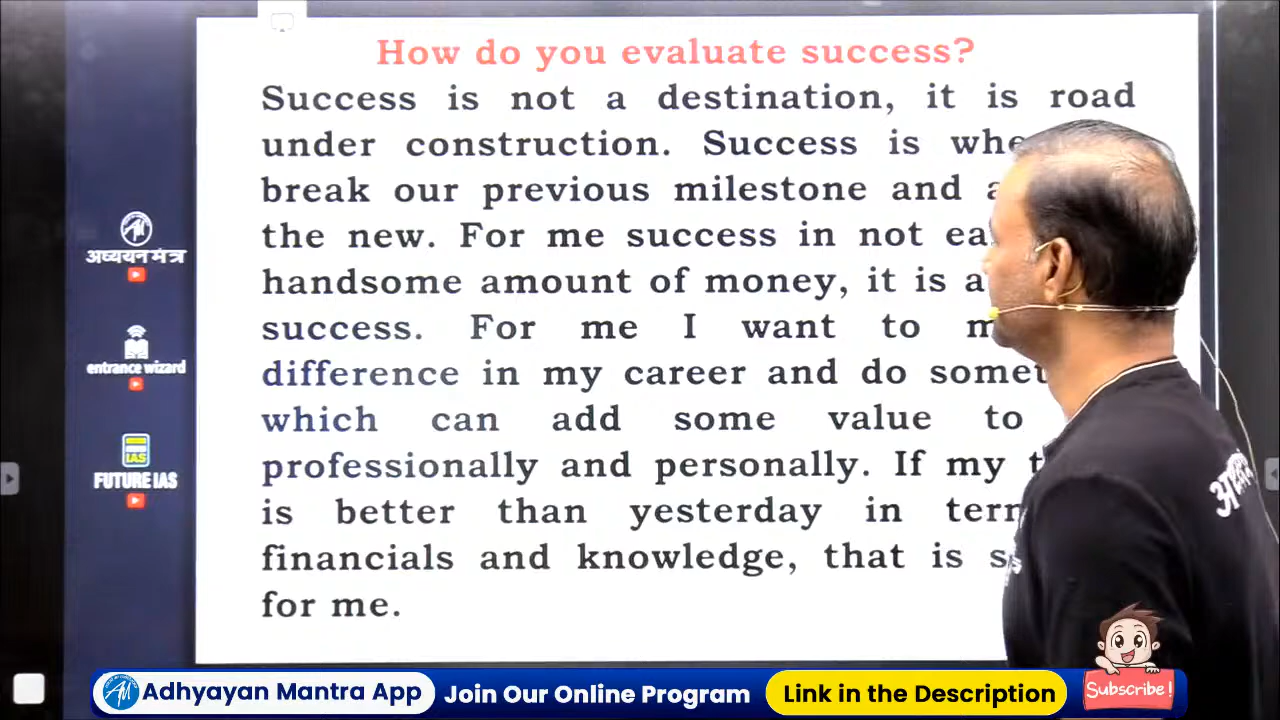 How do you evaluate success?
Success is not a destination, it is road
under construction. Success is
break our previous milestone and
the new. For me success in not
handsome amount of money, it is
success. For me I want to
difference in my career and do
which can add some value to
professionally and personally. If my
is better than yesterday in
financials and knowledge, that is
for me.
अध्ययन मंत्र
entrance wizard
IAS
FUTURE IAS
Adhyayan Mantra App
Join Our Online Program
Link in the Description
Subscribe!